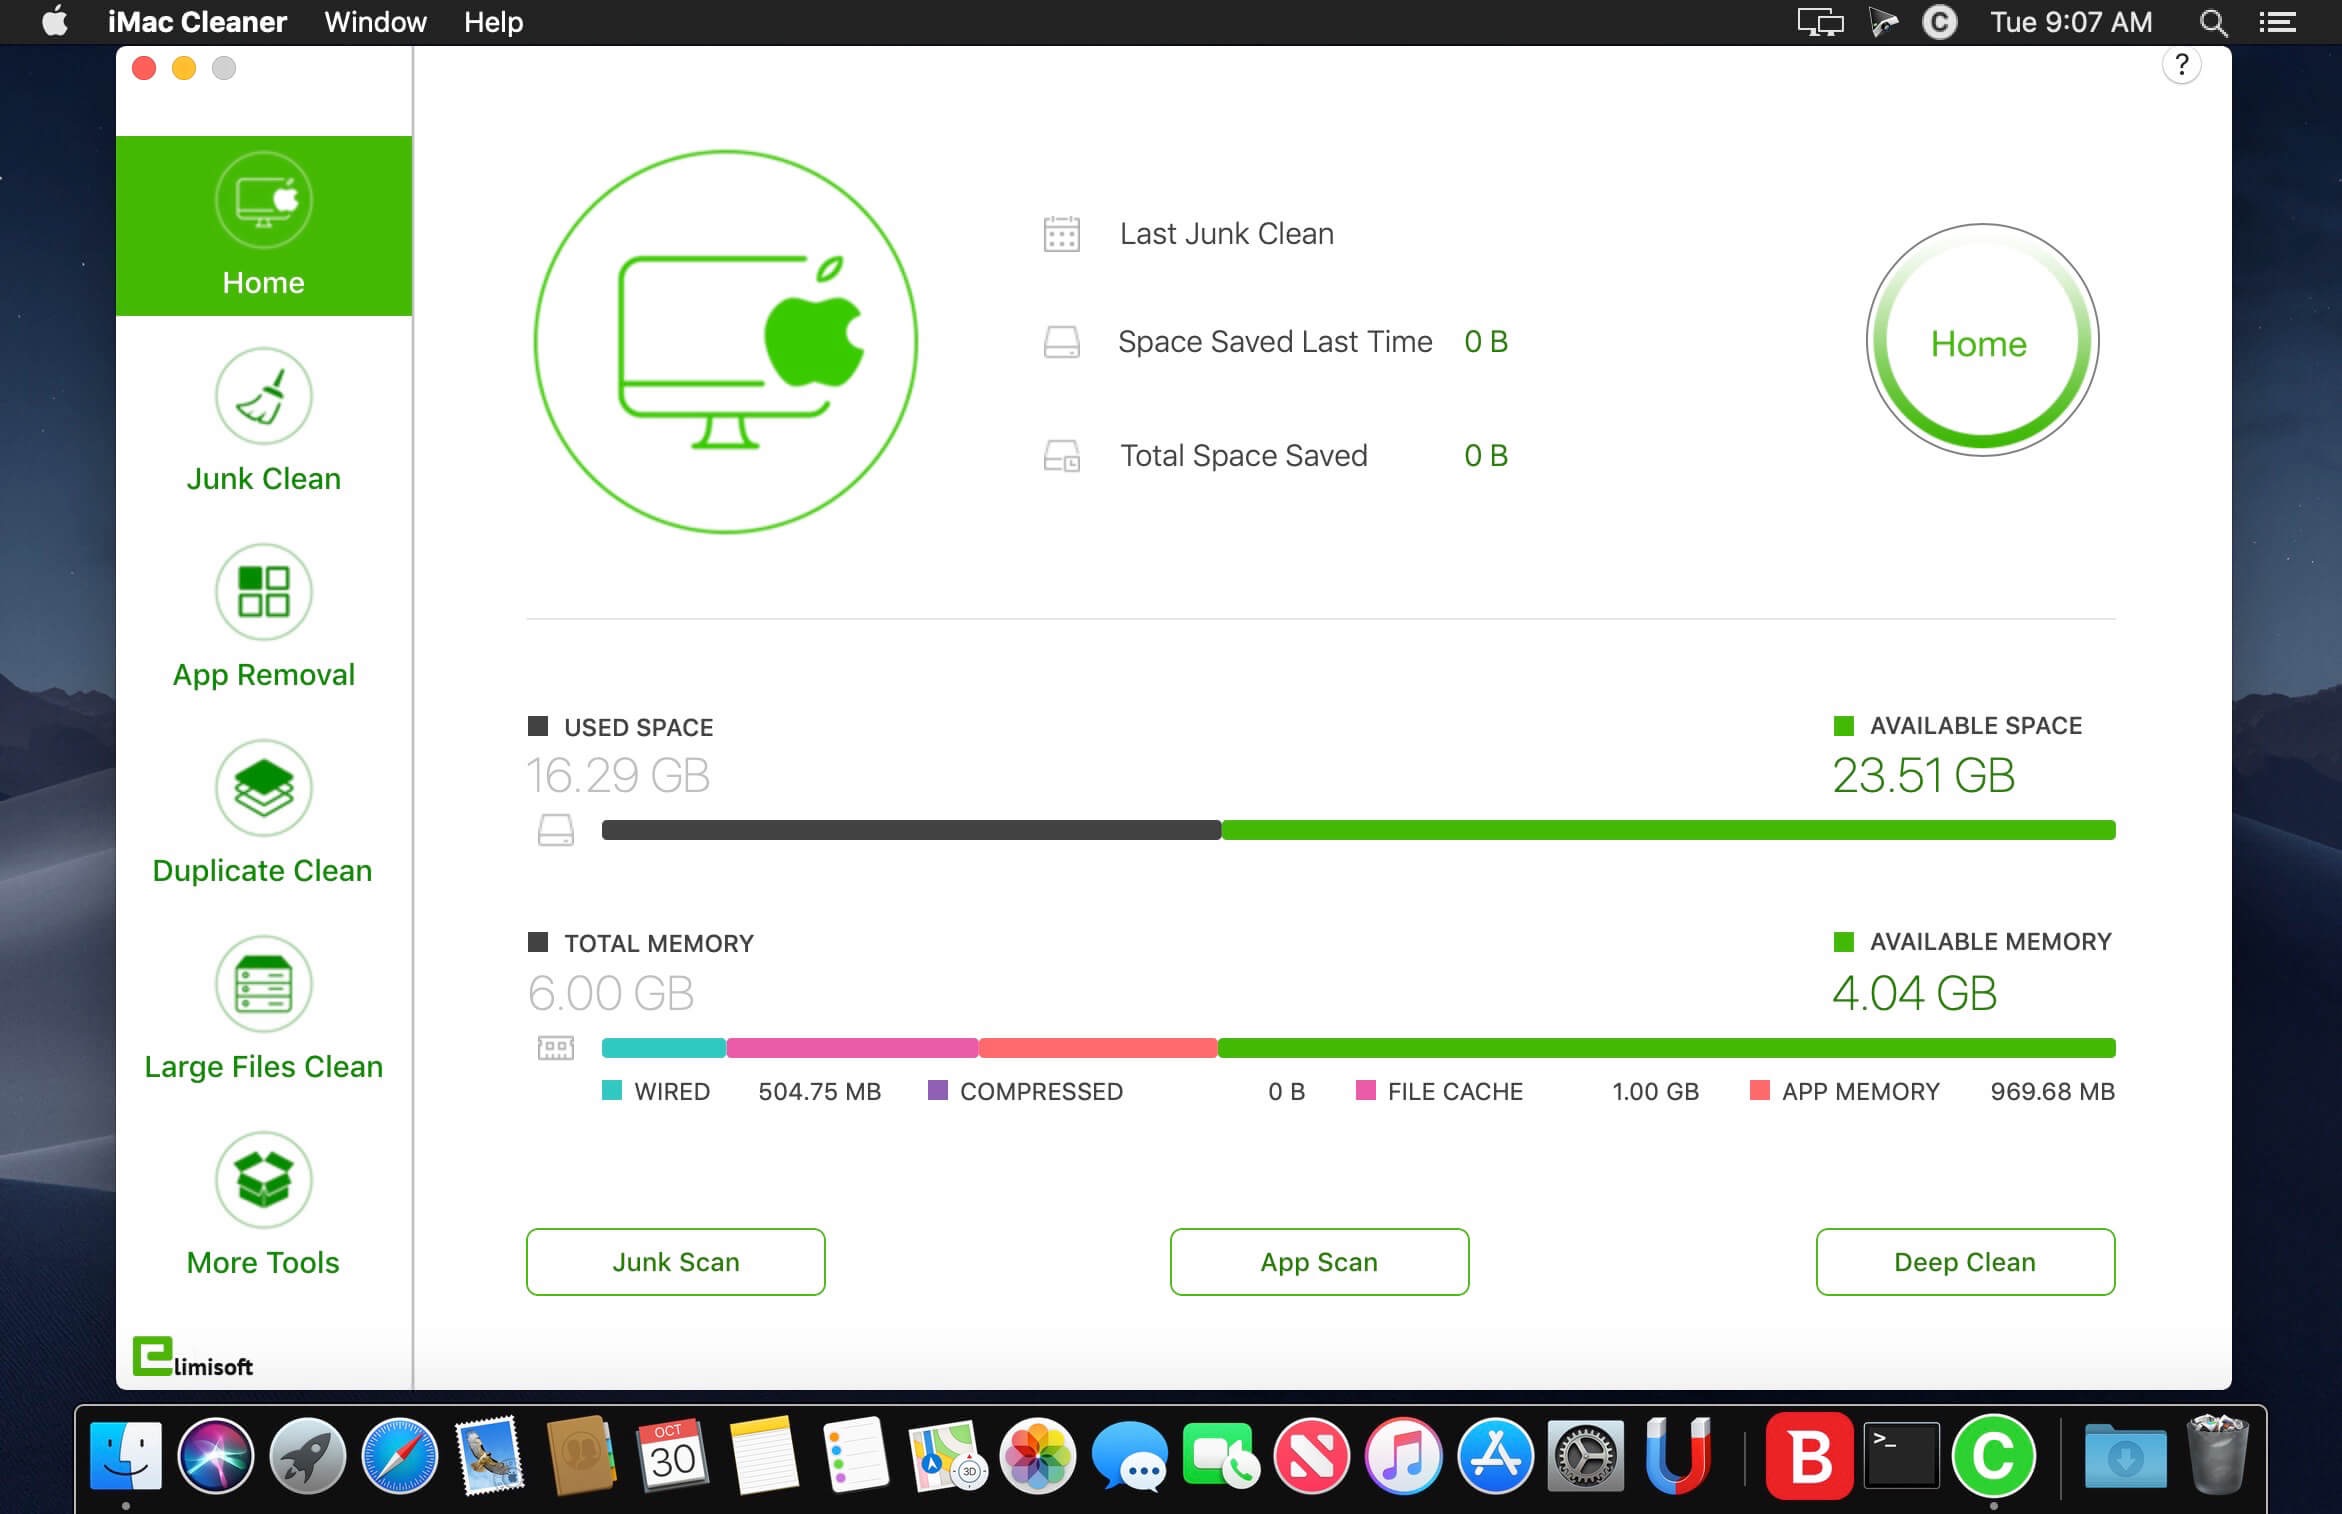 iMac Cleaner Window Help
C Tue 9:07 AM
?
Home
Junk Clean
App Removal
Duplicate Clean
Large Files Clean
More Tools
elimisoft
Last Junk Clean
Space Saved Last Time 0 B
Total Space Saved 0 B
Home
USED SPACE
16.29 GB
AVAILABLE SPACE
23.51 GB
TOTAL MEMORY
6.00 GB
AVAILABLE MEMORY
4.04 GB
WIRED 504.75 MB COMPRESSED 0 B FILE CACHE 1.00 GB APP MEMORY 969.68 MB
Junk Scan
App Scan
Deep Clean
OCT
30
3D
B
>_
C